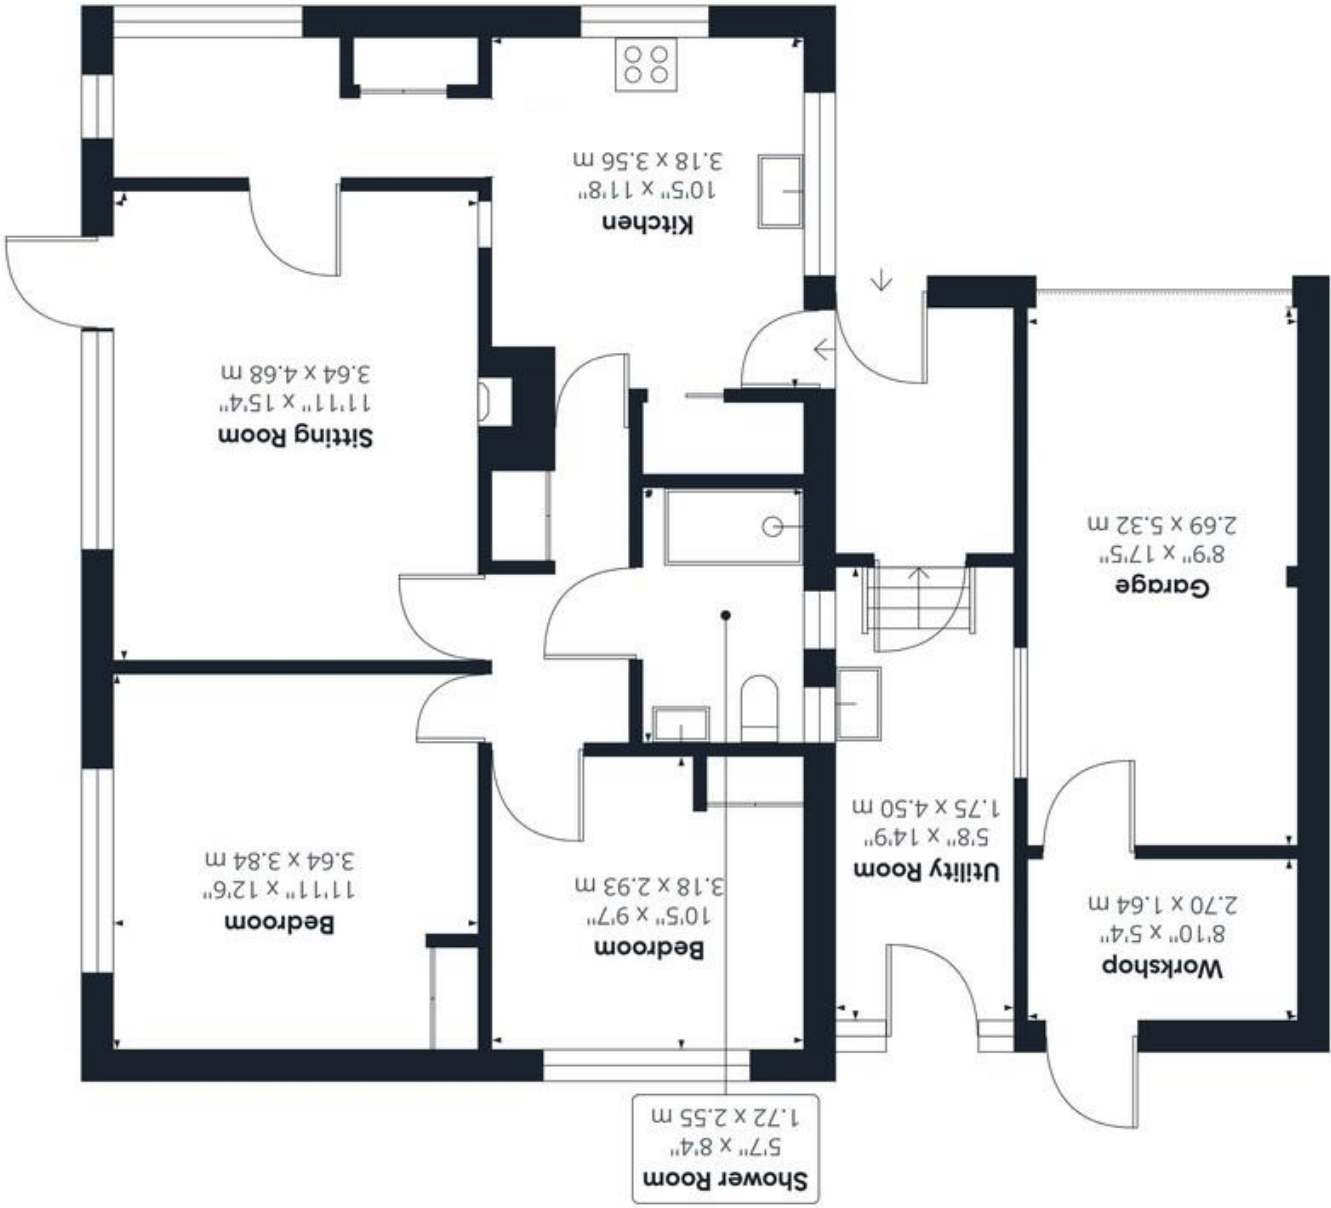 Shower Room
5'7" x 8'4"
1.72 x 2.55 m
Workshop
8'10" x 5'4"
2.70 x 1.64 m
Utility Room
5'8" x 14'9"
1.75 x 4.50 m
Bedroom
10'5" x 9'7"
3.18 x 2.93 m
Bedroom
11'11" x 12'6"
3.64 x 3.84 m
Garage
8'9" x 17'5"
2.69 x 5.32 m
Sitting Room
11'11" x 15'4"
3.64 x 4.68 m
Kitchen
10'5" x 11'8"
3.18 x 3.56 m